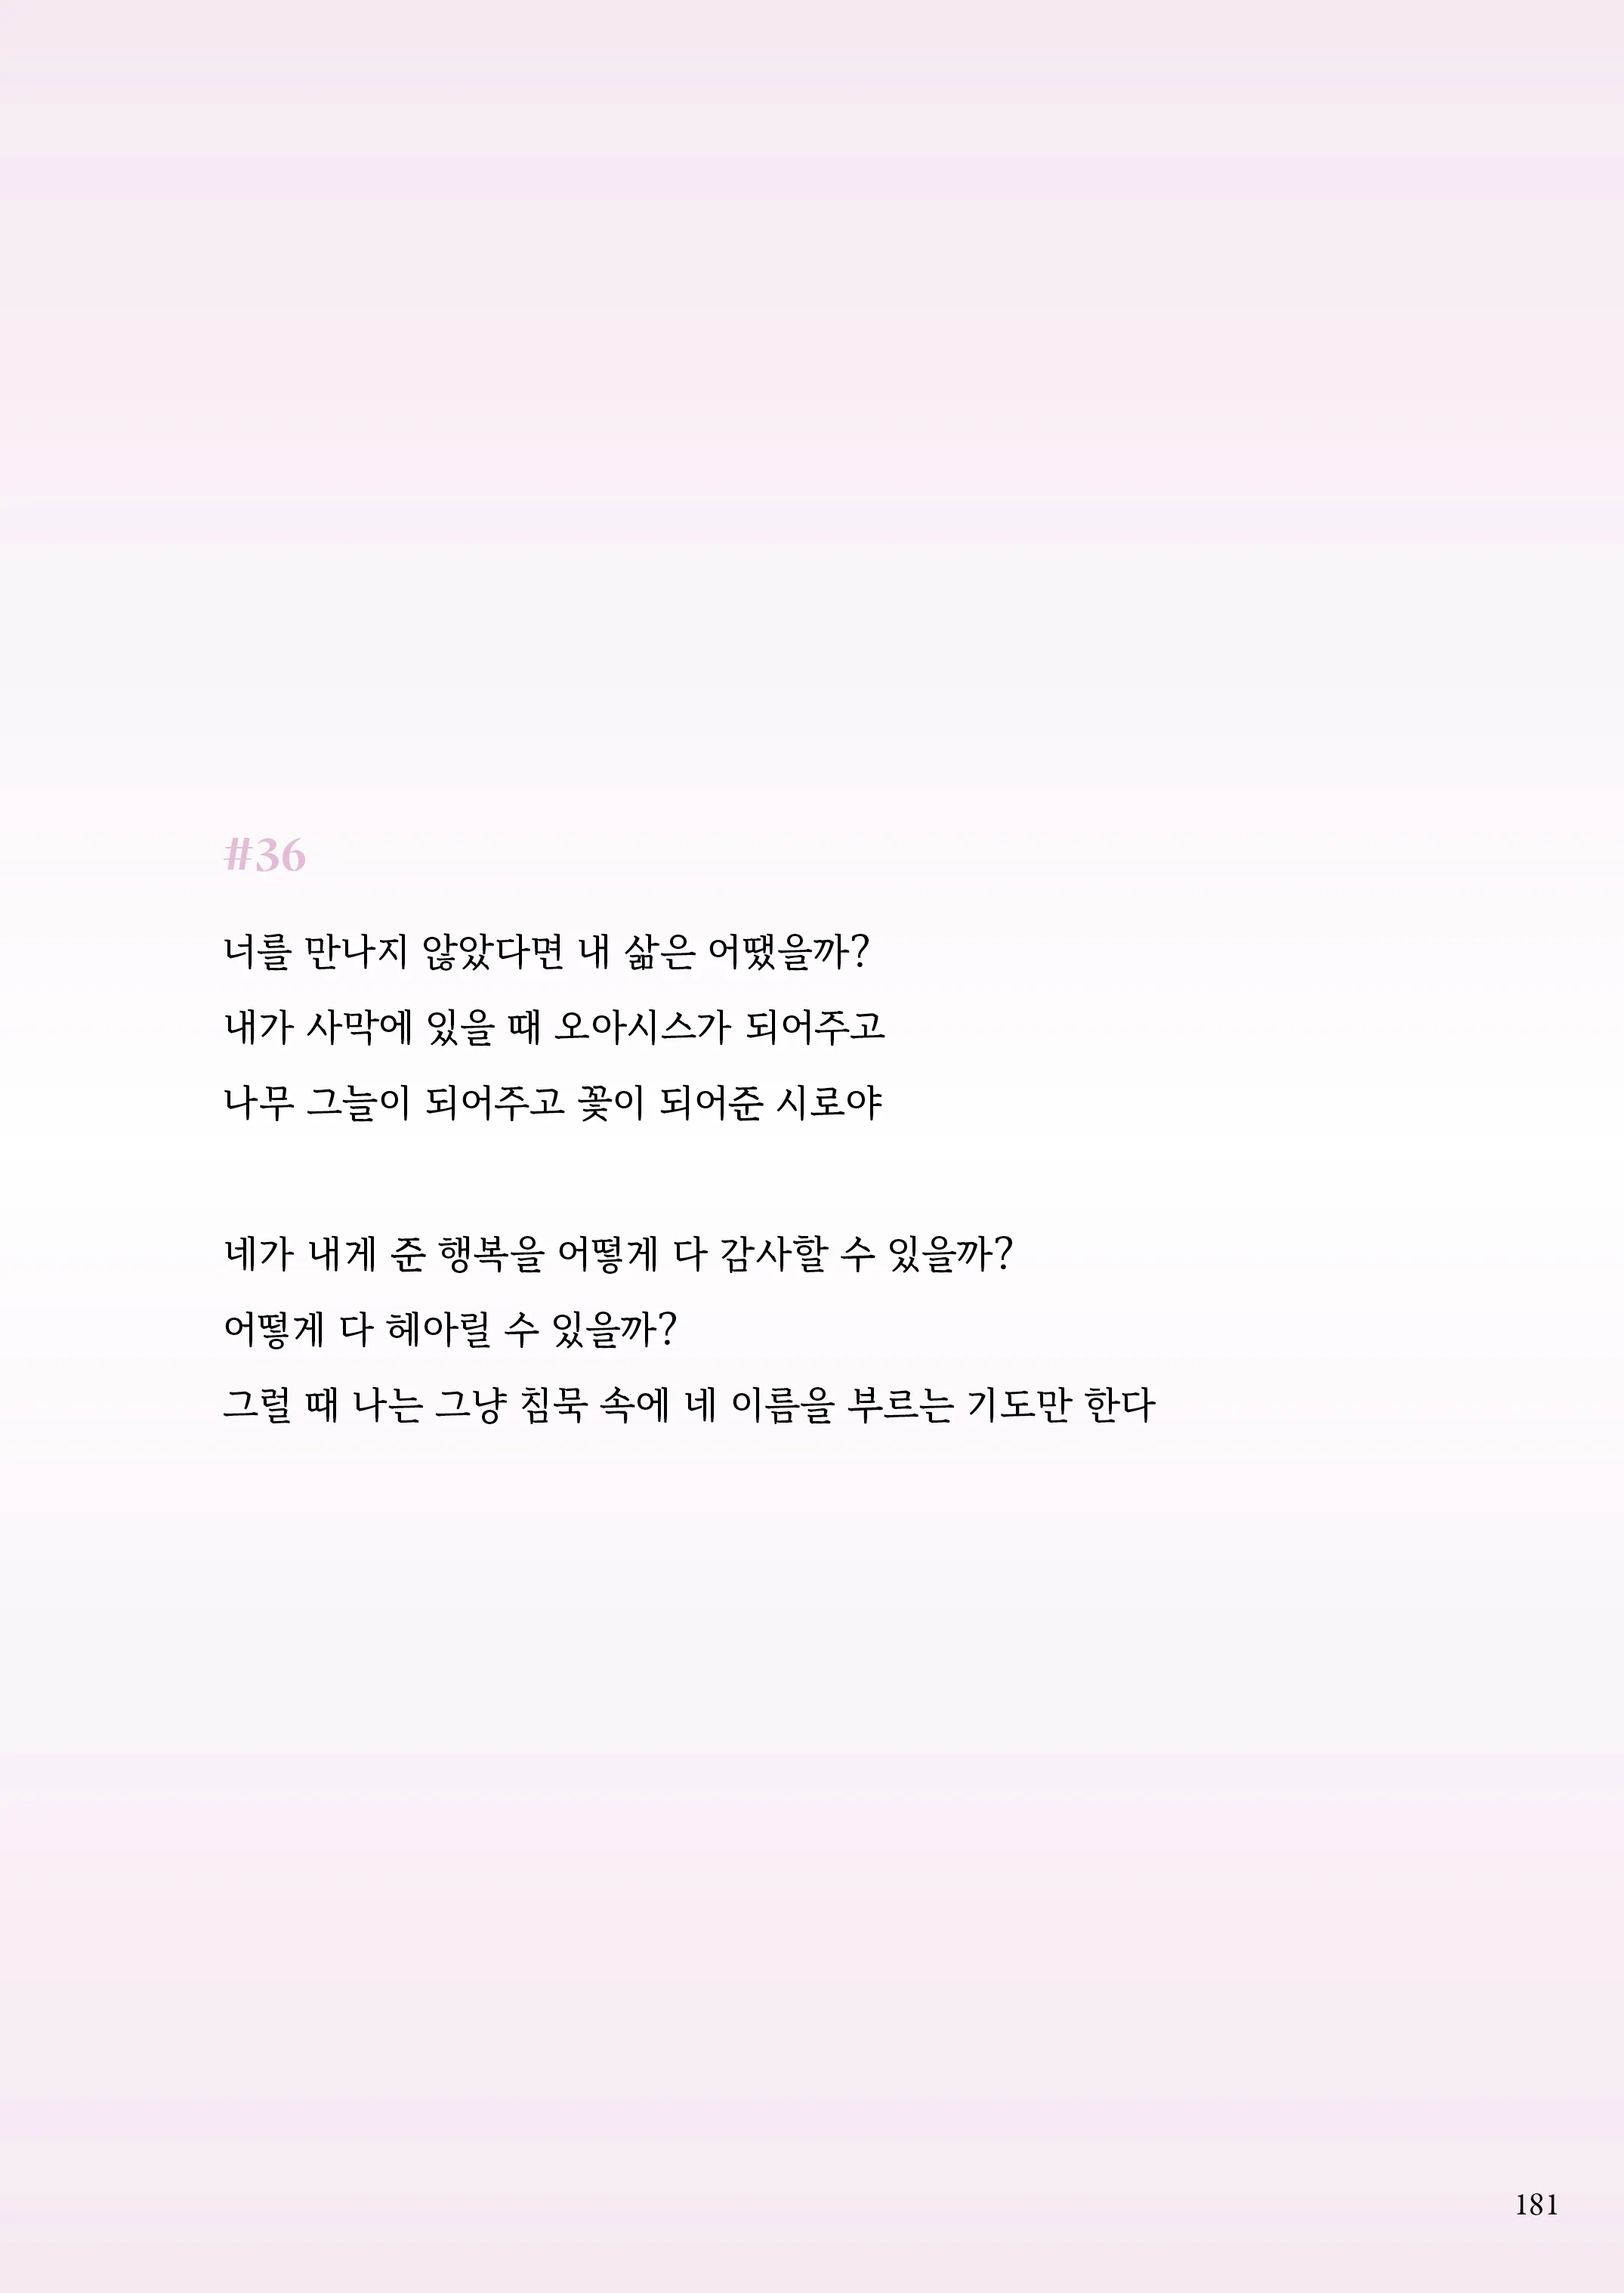 #36
너를 만나지 않았다면 내 삶은 어땠을까?
내가 사막에 있을 때 오아시스가 되어주고
나무 그늘이 되어주고 꽃이 되어준 시로야
네가 내게 준 행복을 어떻게 다 감사할 수 있을까?
어떻게 다 헤아릴 수 있을까?
그럴 때 나는 그냥 침묵 속에 네 이름을 부르는 기도만 한다
181